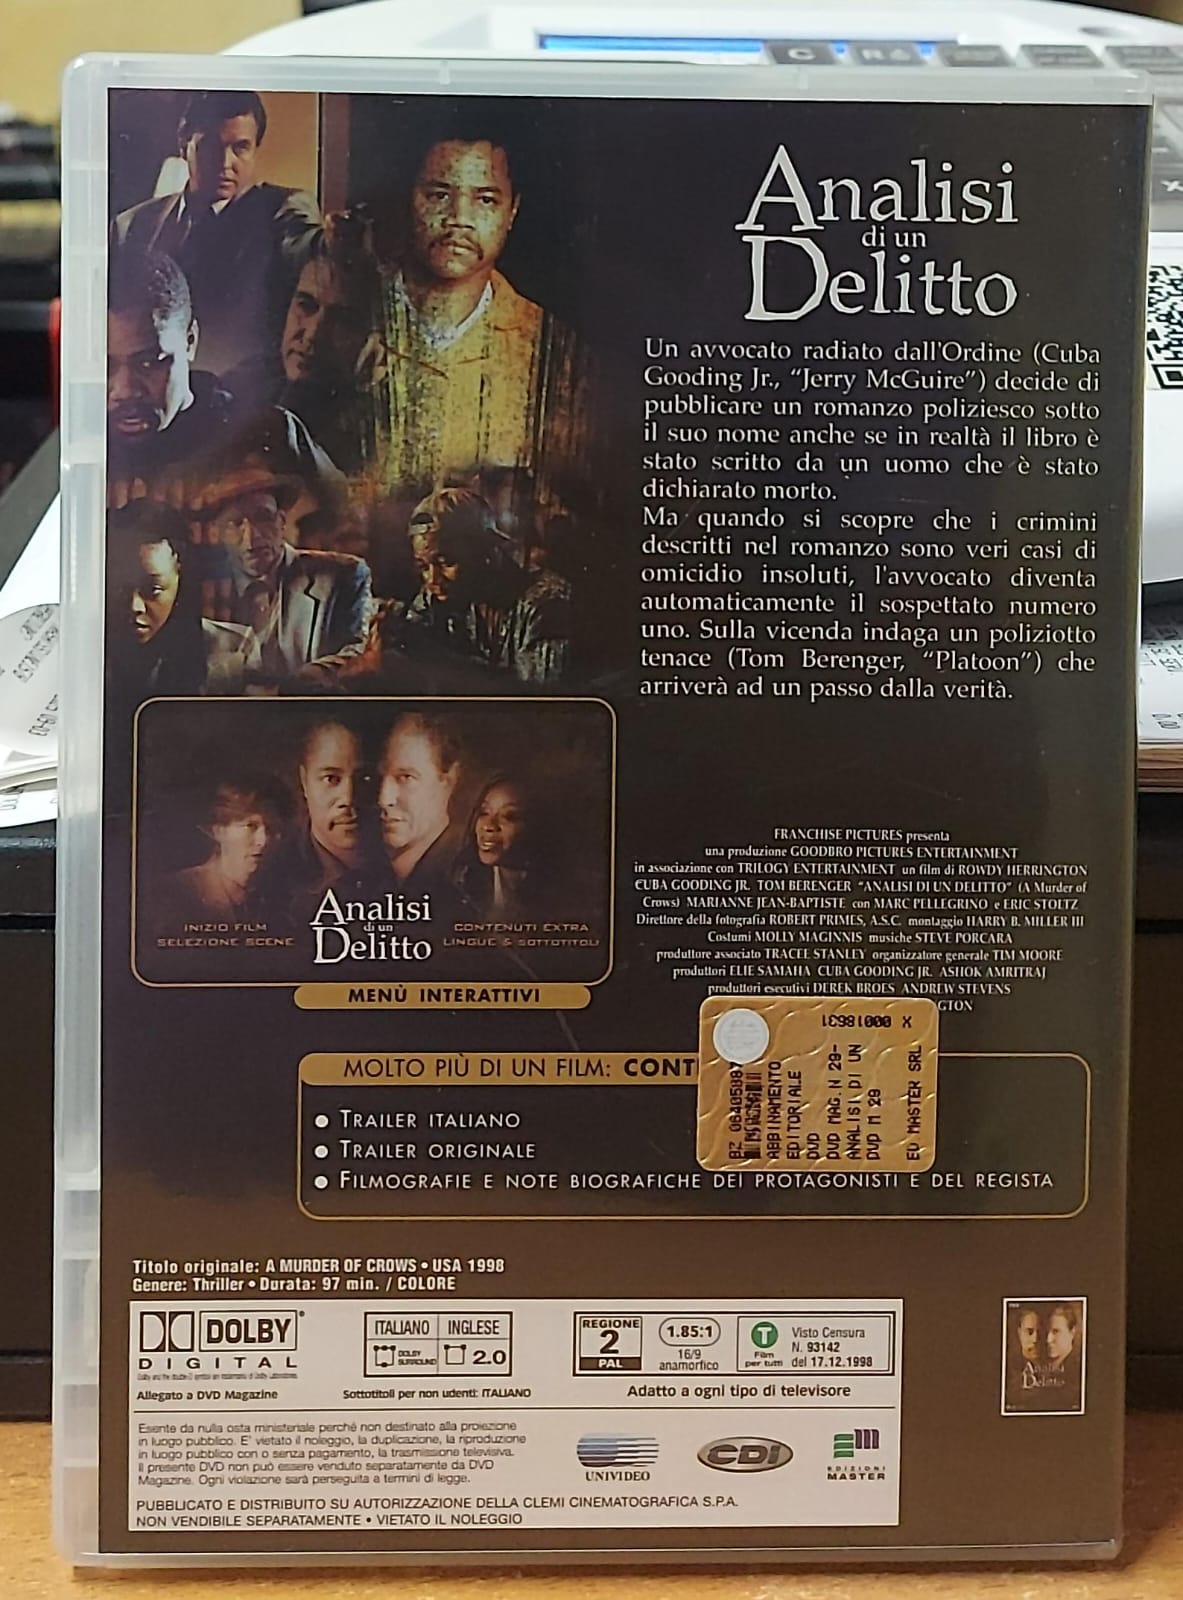 C
Analisi
di un
Delitto
Un avvocato radiato dall'Ordine (Cuba
Gooding Jr., “Jerry McGuire”) decide di
pubblicare un romanzo poliziesco sotto
il suo nome anche se in realtà il libro è
stato scritto da un uomo che è stato
dichiarato morto.
Ma quando si scopre che i crimini
descritti nel romanzo sono veri casi di
omicidio insoluti, l'avvocato diventa
automaticamente il sospettato numero
uno. Sulla vicenda indaga un poliziotto
tenace (Tom Berenger, “Platoon”) che
arriverà ad un passo dalla verità.
Analisi
di un
Delitto
INIZIO FILM
SELEZIONE SCENE
CONTENUTI EXTRA
LINGUE & SOTTOTITOLI
MENÙ INTERATTIVI
FRANCHISE PICTURES presenta
una produzione GOODBRO PICTURES ENTERTAINMENT
in associazione con TRILOGY ENTERTAINMENT un film di ROWDY HERRINGTON
CUBA GOODING JR. TOM BERENGER “ANALISI DI UN DELITTO” (A Murder of
Crows) MARIANNE JEAN-BAPTISTE con MARC PELLEGRINO e ERIC STOLTZ
Direttore della fotografia ROBERT PRIMES, A.S.C. montaggio HARRY B. MILLER III
Costumi MOLLY MAGINNIS musiche STEVE PORCARA
produttore associato TRACEE STANLEY organizzatore generale TIM MOORE
produttori ELIE SAMAHA CUBA GOODING JR. ASHOK AMRITRAJ
produttori esecutivi DEREK BROES ANDREW STEVENS
GTON
X 00018631
ABBINAMENTO
EDITORIALE
DVD
DVD MAG.N 29-
ANALISI DI UN
DVD M 29
EU MASTER SRL
MOLTO PIÙ DI UN FILM: CONT
• TRAILER ITALIANO
• TRAILER ORIGINALE
• FILMOGRAFIE E NOTE BIOGRAFICHE DEI PROTAGONISTI E DEL REGISTA
Titolo originale: A MURDER OF CROWS • USA 1998
Genere: Thriller • Durata: 97 min. / COLORE
DOLBY
DIGITAL
Allegato a DVD Magazine
ITALIANO INGLESE
DOLBY SURROUND 2.0
Sottotitoli per non udenti: ITALIANO
REGIONE
2
PAL
1.85:1
16/9
anamorfico
T
Film
per tutti
Visto Censura
N. 93142
del 17.12.1998
Adatto a ogni tipo di televisore
Esente da nulla osta ministeriale perché non destinato alla proiezione
in luogo pubblico. E' vietato il noleggio, la duplicazione, la riproduzione
in luogo pubblico con o senza pagamento, la trasmissione televisiva.
Il presente DVD non può essere venduto separatamente da DVD
Magazine. Ogni violazione sarà perseguita a termini di legge.
PUBBLICATO E DISTRIBUITO SU AUTORIZZAZIONE DELLA CLEMI CINEMATOGRAFICA S.P.A.
NON VENDIBILE SEPARATAMENTE • VIETATO IL NOLEGGIO
UNIVIDEO
CDI
EDIZIONI
MASTER
Analisi
Delitto